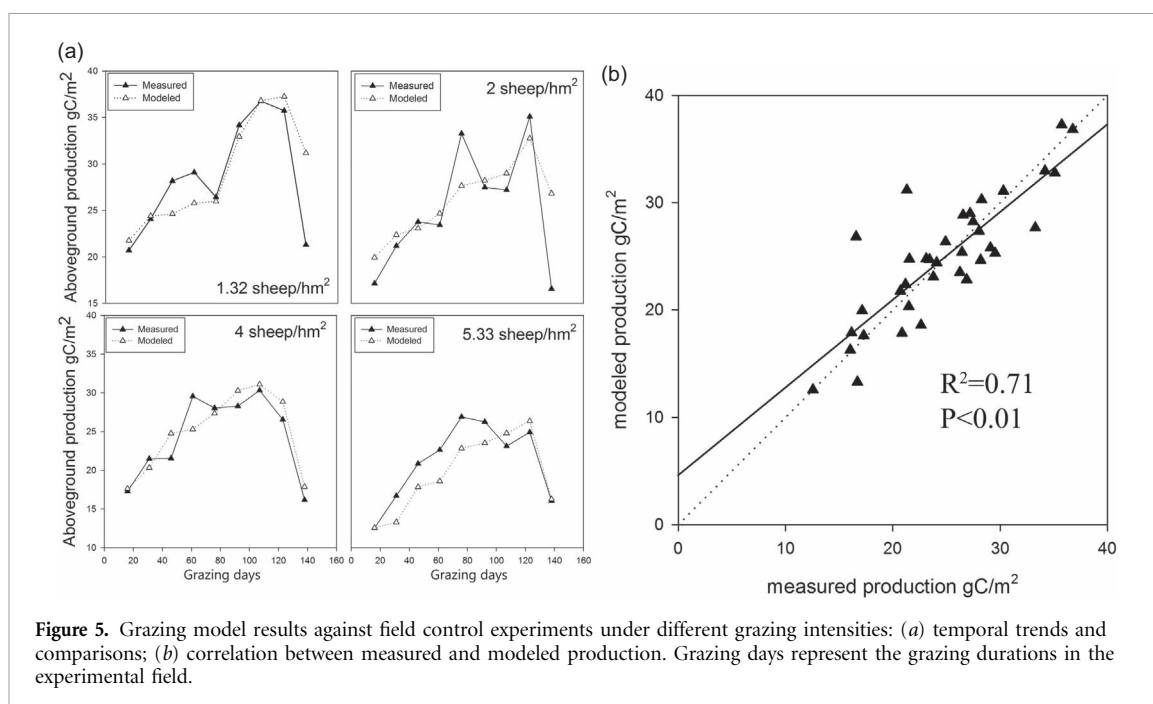 (a)
Aboveground production gC/m²
40
35
30
25
20
15
Measured
Modeled
1.32 sheep/hm²
Measured
Modeled
2 sheep/hm²
Aboveground production gC/m²
40
35
30
25
20
15
10
Measured
Modeled
4 sheep/hm²
0 20 40 60 80 100 120 140 160
Grazing days
Measured
Modeled
5.33 sheep/hm²
0 20 40 60 80 100 120 140 160
Grazing days
(b)
modeled production gC/m²
40
30
20
10
0
R²=0.71
P<0.01
0 10 20 30 40
measured production gC/m²
Figure 5. Grazing model results against field control experiments under different grazing intensities: (a) temporal trends and
comparisons; (b) correlation between measured and modeled production. Grazing days represent the grazing durations in the
experimental field.